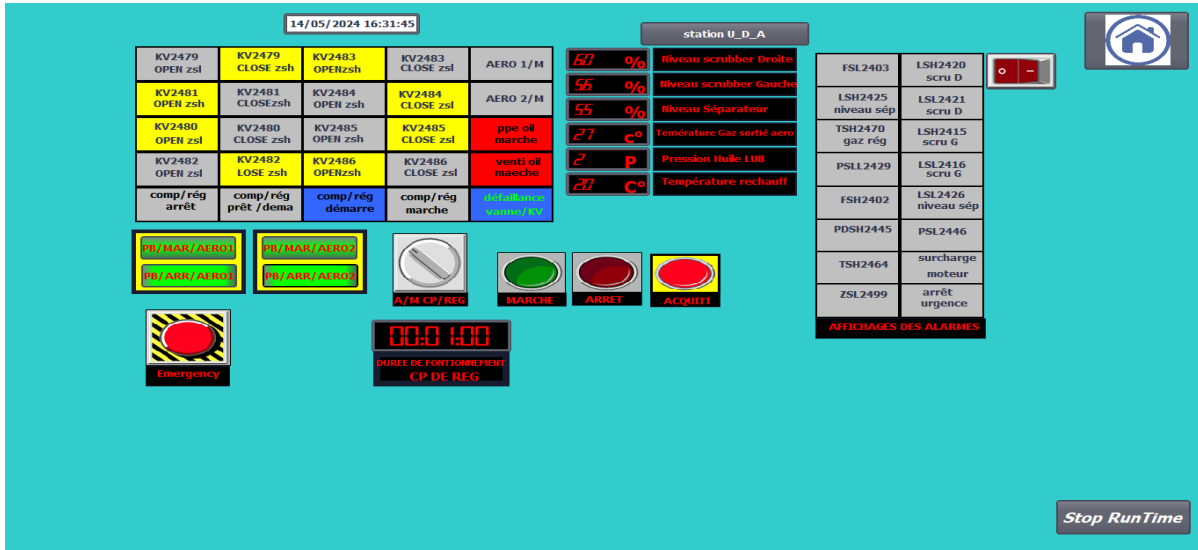 14/05/2024 16:31:45
station U_D_A
KV2479
OPEN zsl
KV2479
CLOSE zsh
KV2483
OPENzsh
KV2483
CLOSE zsl
AERO 1/M
KV2481
OPEN zsh
KV2481
CLOSEzsh
KV2484
OPEN zsh
KV2484
CLOSE zsl
AERO 2/M
KV2480
OPEN zsl
KV2480
CLOSE zsh
KV2485
OPEN zsh
KV2485
CLOSE zsl
ppe oil
marche
KV2482
OPEN zsl
KV2482
LOSE zsh
KV2486
OPENzsh
KV2486
CLOSE zsl
venti oil
maeche
comp/rég
arrêt
comp/rég
prêt /dema
comp/rég
démarre
comp/rég
marche
défaillance
vanne/KV
60 % Niveau scrubber Droite
56 % Niveau scrubber Gauche
55 % Niveau Séparateur
27 c° Temérature Gaz sortié aero
2 P Pression Huile LUB
20 C° Température rechauff
FSL2403
LSH2420
scru D
LSH2425
niveau sép
LSL2421
scru D
TSH2470
gaz rég
LSH2415
scru G
PSLL2429
LSL2416
scru G
FSH2402
LSL2426
niveau sép
PDSH2445
PSL2446
TSH2464
surcharge
moteur
ZSL2499
arrêt
urgence
AFFICHAGES DES ALARMES
PB/MAR/AERO1
PB/ARR/AERO1
PB/MAR/AERO2
PB/ARR/AERO2
A/M CP/REG
MARCHE
ARRET
ACQUITT
Emergency
00:01:00
DUREE DE FONTIONNEMENT
CP DE REG
Stop RunTime